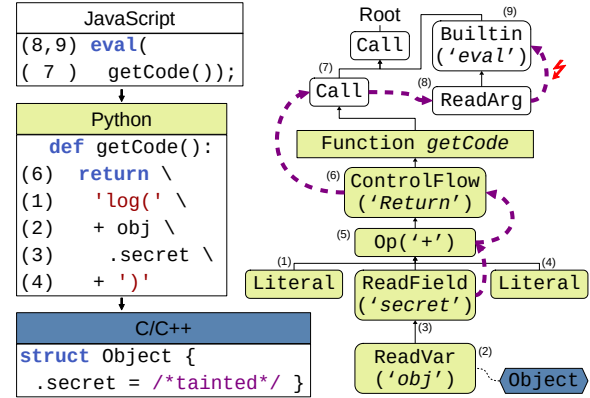 JavaScript
(8,9) eval(
( 7 )   getCode());
Python
def getCode():
(6)  return \
(1)   'log(' \
(2)   + obj \
(3)    .secret \
(4)   + ')'
C/C++
struct Object {
.secret = /*tainted*/ }
Root
Call
(9)
Builtin
('eval')
(7)
Call
(8)
ReadArg
Function getCode
(6)
ControlFlow
('Return')
(5)
Op('+')
(1)
Literal
ReadField
('secret')
(4)
Literal
(3)
ReadVar
('obj')
(2)
Object